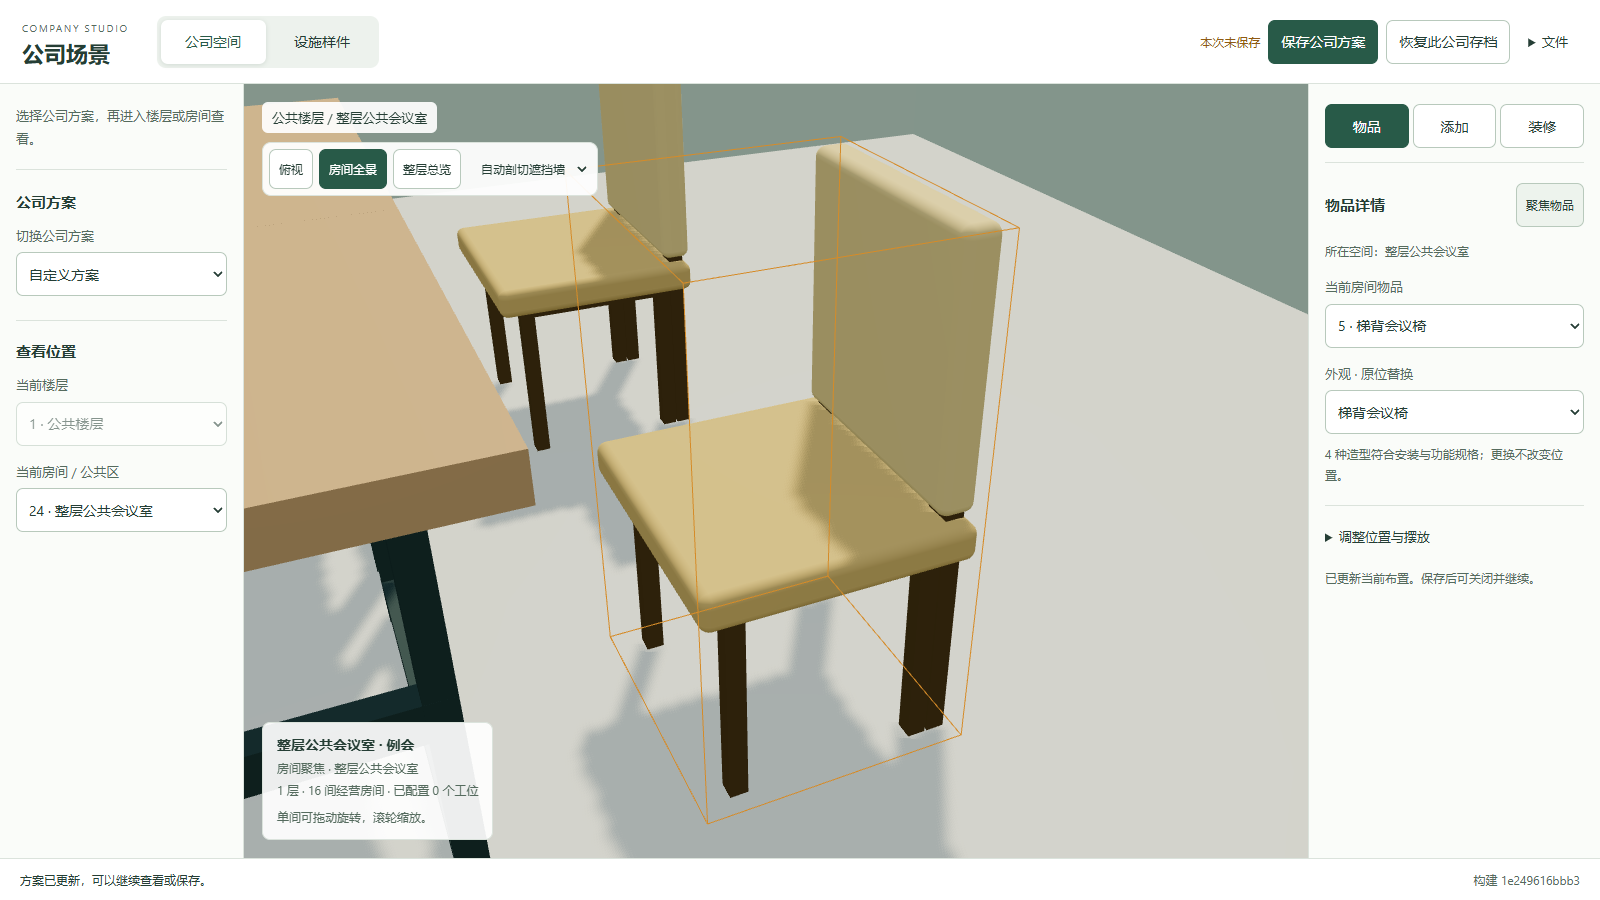 COMPANY STUDIO
公司场景
公司空间
设施样件
本次未保存
保存公司方案
恢复此公司存档
▶ 文件
选择公司方案，再进入楼层或房间查
看。
公司方案
切换公司方案
自定义方案
查看位置
当前楼层
1 · 公共楼层
当前房间 / 公共区
24 · 整层公共会议室
公共楼层 / 整层公共会议室
俯视
房间全景
整层总览
自动剖切遮挡墙
整层公共会议室 · 例会
房间聚焦 · 整层公共会议室
1 层 · 16 间经营房间 · 已配置 0 个工位
单间可拖动旋转，滚轮缩放。
物品
添加
装修
物品详情
聚焦物品
所在空间：整层公共会议室
当前房间物品
5 · 梯背会议椅
外观 · 原位替换
梯背会议椅
4 种造型符合安装与功能规格；更换不改变位
置。
▶ 调整位置与摆放
已更新当前布置。保存后可关闭并继续。
方案已更新，可以继续查看或保存。
构建 1e249616bbb3